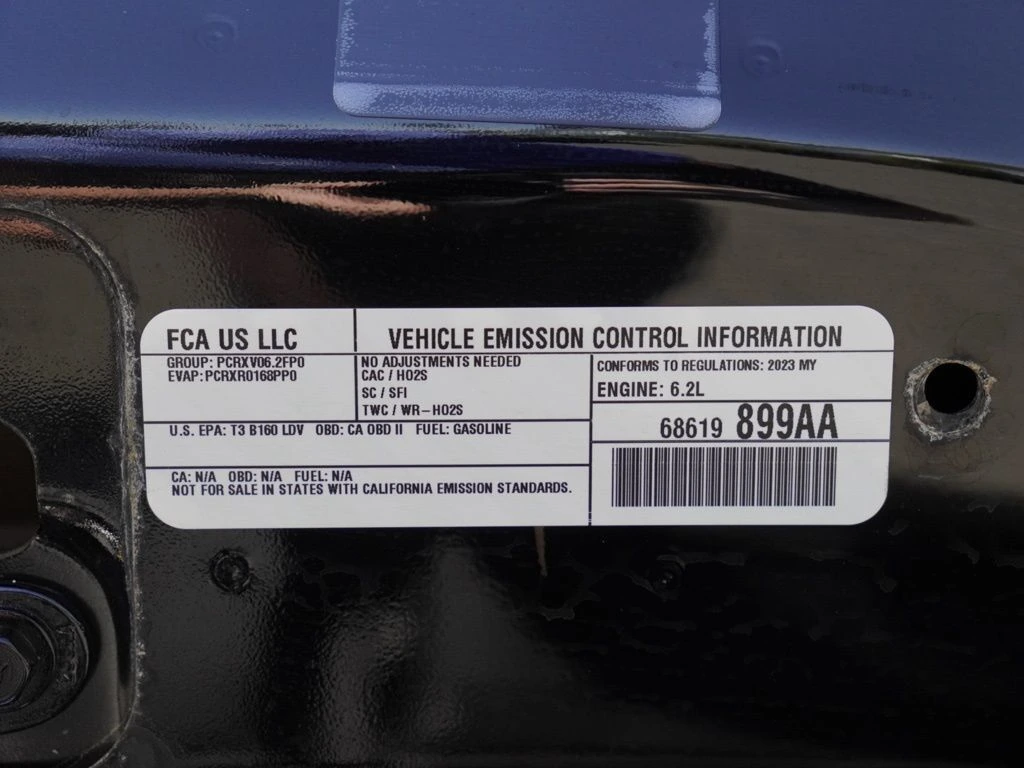 FCA US LLC
VEHICLE EMISSION CONTROL INFORMATION
GROUP: PCRXV06.2FP0
EVAP:PCRXR0168PP0
NO ADJUSTMENTS NEEDED
CAC / HO2S
SC / SFI
TWC / WR-HO2S
CONFORMS TO REGULATIONS: 2023 MY
ENGINE: 6.2L
68619 899AA
U.S. EPA: T3 B160 LDV OBD: CA OBD II FUEL: GASOLINE
CA: N/A OBD: N/A FUEL: N/A
NOT FOR SALE IN STATES WITH CALIFORNIA EMISSION STANDARDS.